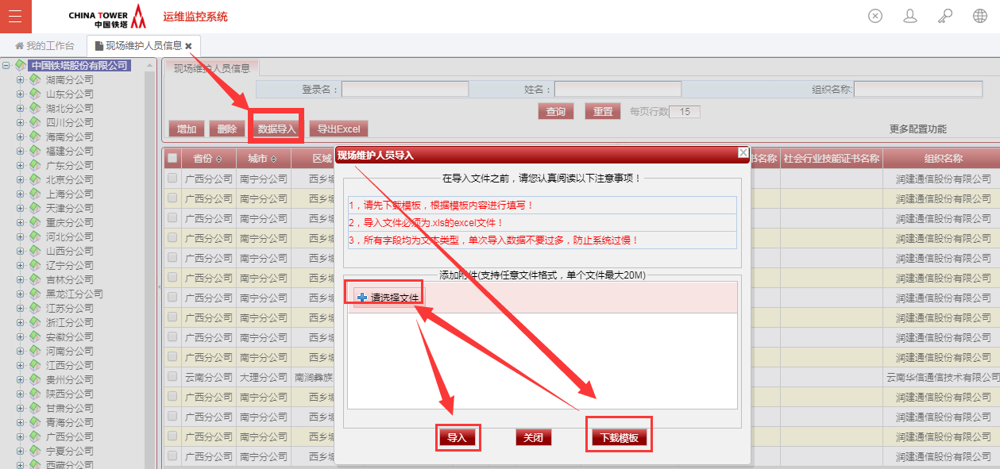 CHINA TOWER
中国铁塔
运维监控系统
我的工作台
现场维护人员信息
中国铁塔股份有限公司
湖南分公司
山东分公司
湖北分公司
四川分公司
海南分公司
福建分公司
广东分公司
北京分公司
上海分公司
天津分公司
重庆分公司
河北分公司
山西分公司
辽宁分公司
吉林分公司
黑龙江分公司
江苏分公司
浙江分公司
安徽分公司
河南分公司
江西分公司
贵州分公司
陕西分公司
甘肃分公司
青海分公司
广西分公司
宁夏分公司
西藏分公司
现场维护人员信息
登录名： 姓名： 组织名称:
查询 重置 每页行数 15
增加 删除 数据导入 导出Excel 更多配置功能
省份 城市 区域 书名称 社会行业技能证书名称 组织名称
广西分公司 南宁分公司 西乡塘 润建通信股份有限公司
广西分公司 南宁分公司 西乡塘 润建通信股份有限公司
广西分公司 南宁分公司 西乡塘 润建通信股份有限公司
广西分公司 南宁分公司 西乡塘 润建通信股份有限公司
广西分公司 南宁分公司 西乡塘 润建通信股份有限公司
广西分公司 南宁分公司 西乡塘 润建通信股份有限公司
广西分公司 南宁分公司 西乡塘 润建通信股份有限公司
广西分公司 南宁分公司 西乡塘 润建通信股份有限公司
广西分公司 南宁分公司 西乡塘 润建通信股份有限公司
广西分公司 南宁分公司 西乡塘 润建通信股份有限公司
云南分公司 大理分公司 南涧彝族 云南华信通信技术有限公司
广西分公司 南宁分公司 西乡塘 润建通信股份有限公司
广西分公司 南宁分公司 西乡塘 润建通信股份有限公司
广西分公司 南宁分公司 西乡塘 润建通信股份有限公司
广西分公司 南宁分公司 西乡塘 润建通信股份有限公司
现场维护人员导入
在导入文件之前，请您认真阅读以下注意事项！
1，请先下载模板，根据模板内容进行填写！
2，导入文件必须为.xls的excel文件！
3，所有字段均为文本类型，单次导入数据不要过多，防止系统过慢！
添加附件(支持任意文件格式，单个文件最大20M)
请选择文件
导入 关闭 下载模板